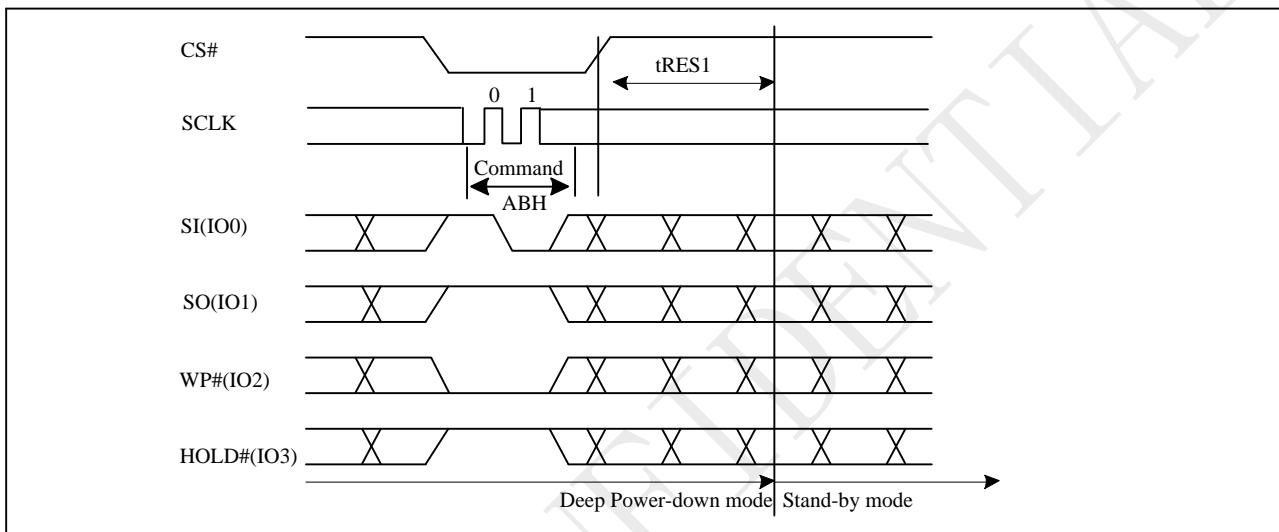 CS#
tRES1
0 1
SCLK
Command
ABH
SI(IO0)
SO(IO1)
WP#(IO2)
HOLD#(IO3)
Deep Power-down mode Stand-by mode
FIDENTIA